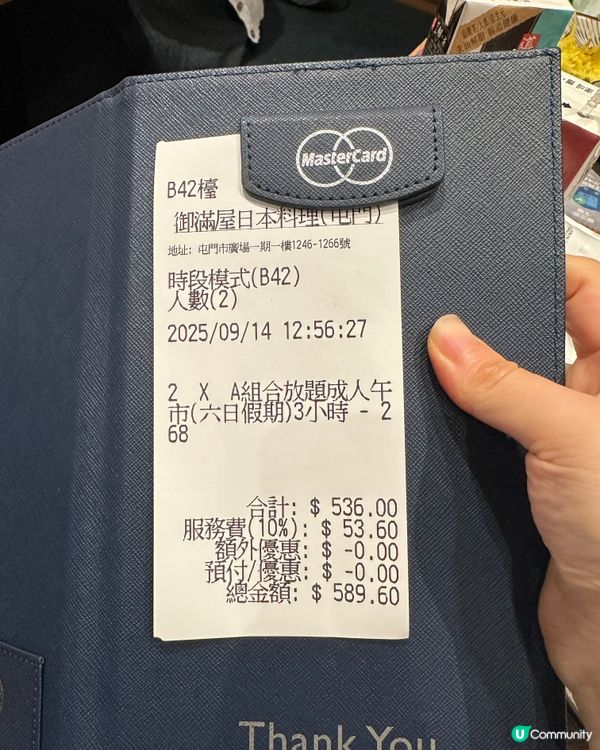 MasterCard
B42檯
御滿屋日本料理(屯門)
地址: 屯門市廣場一期一樓1246-1266號
時段模式(B42)
人數(2)
2025/09/14 12:56:27
2 X A組合放題成人午
市(六日假期)3小時 - 2
68
合計: $ 536.00
服務費(10%): $ 53.60
額外優惠: $ -0.00
預付/優惠: $ -0.00
總金額: $ 589.60
Thank You
U Community